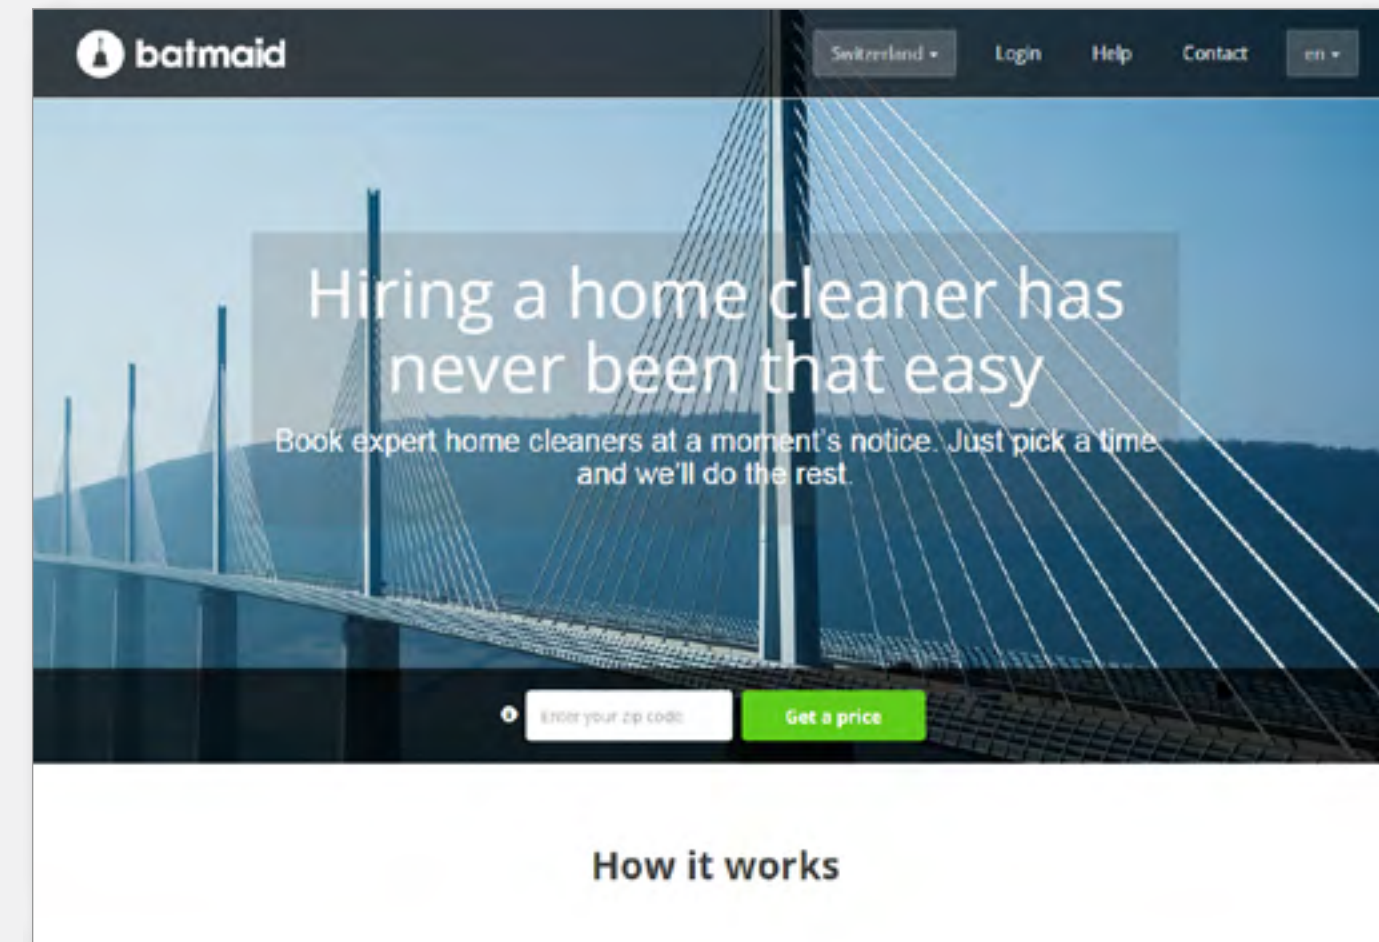 batmaid
Switzerland
Login
Help
Contact
en
Hiring a home cleaner has
never been that easy
Book expert home cleaners at a moment's notice. Just pick a time
and we'll do the rest.
Enter your zip code
Get a price
How it works